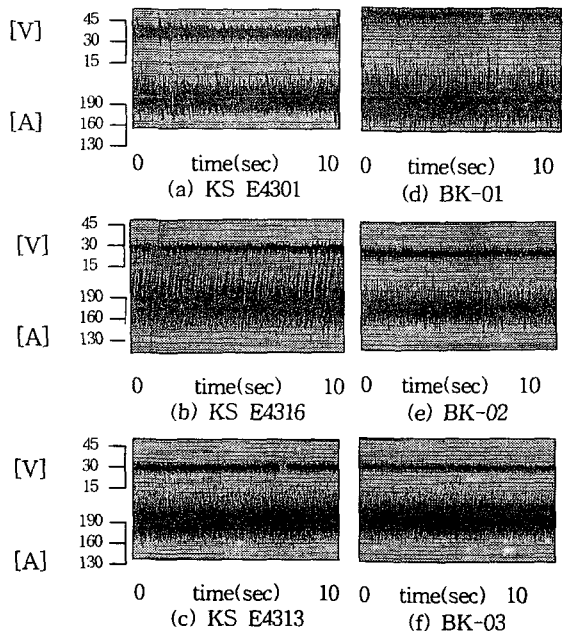 [V]
45
30
15
[A]
190
160
130
0 time(sec) 10
(a) KS E4301
0 time(sec) 10
(d) BK-01
[V]
45
30
15
[A]
190
160
130
0 time(sec) 10
(b) KS E4316
0 time(sec) 10
(e) BK-02
[V]
45
30
15
[A]
190
160
130
0 time(sec) 10
(c) KS E4313
0 time(sec) 10
(f) BK-03